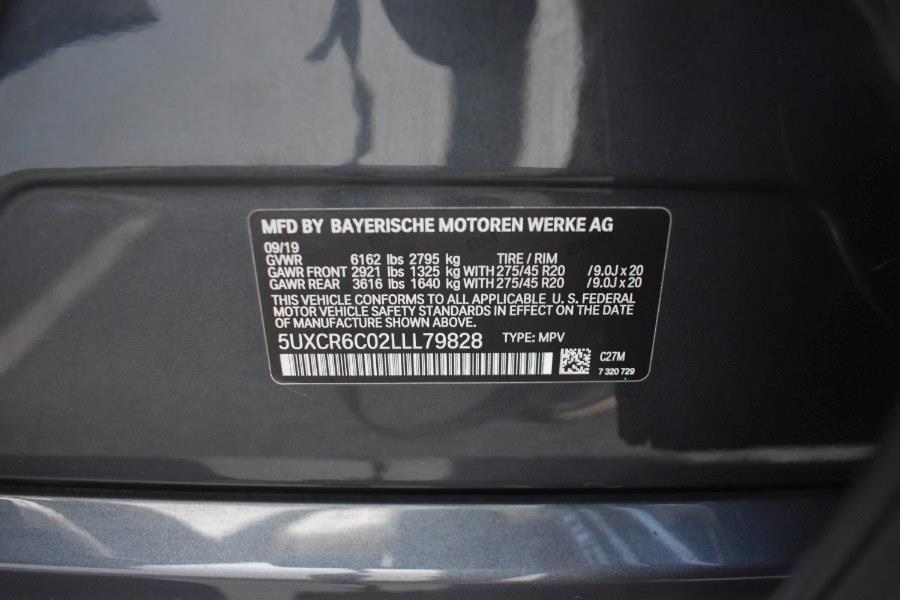 MFD BY BAYERISCHE MOTOREN WERKE AG
09/19
GVWR 6162 lbs 2795 kg TIRE / RIM
GAWR FRONT 2921 lbs 1325 kg WITH 275/45 R20 / 9.0J x 20
GAWR REAR 3616 lbs 1640 kg WITH 275/45 R20 / 9.0J x 20
THIS VEHICLE CONFORMS TO ALL APPLICABLE U. S. FEDERAL
MOTOR VEHICLE SAFETY STANDARDS IN EFFECT ON THE DATE
OF MANUFACTURE SHOWN ABOVE.
5UXCR6C02LLL79828 TYPE: MPV
C27M
7 320 729